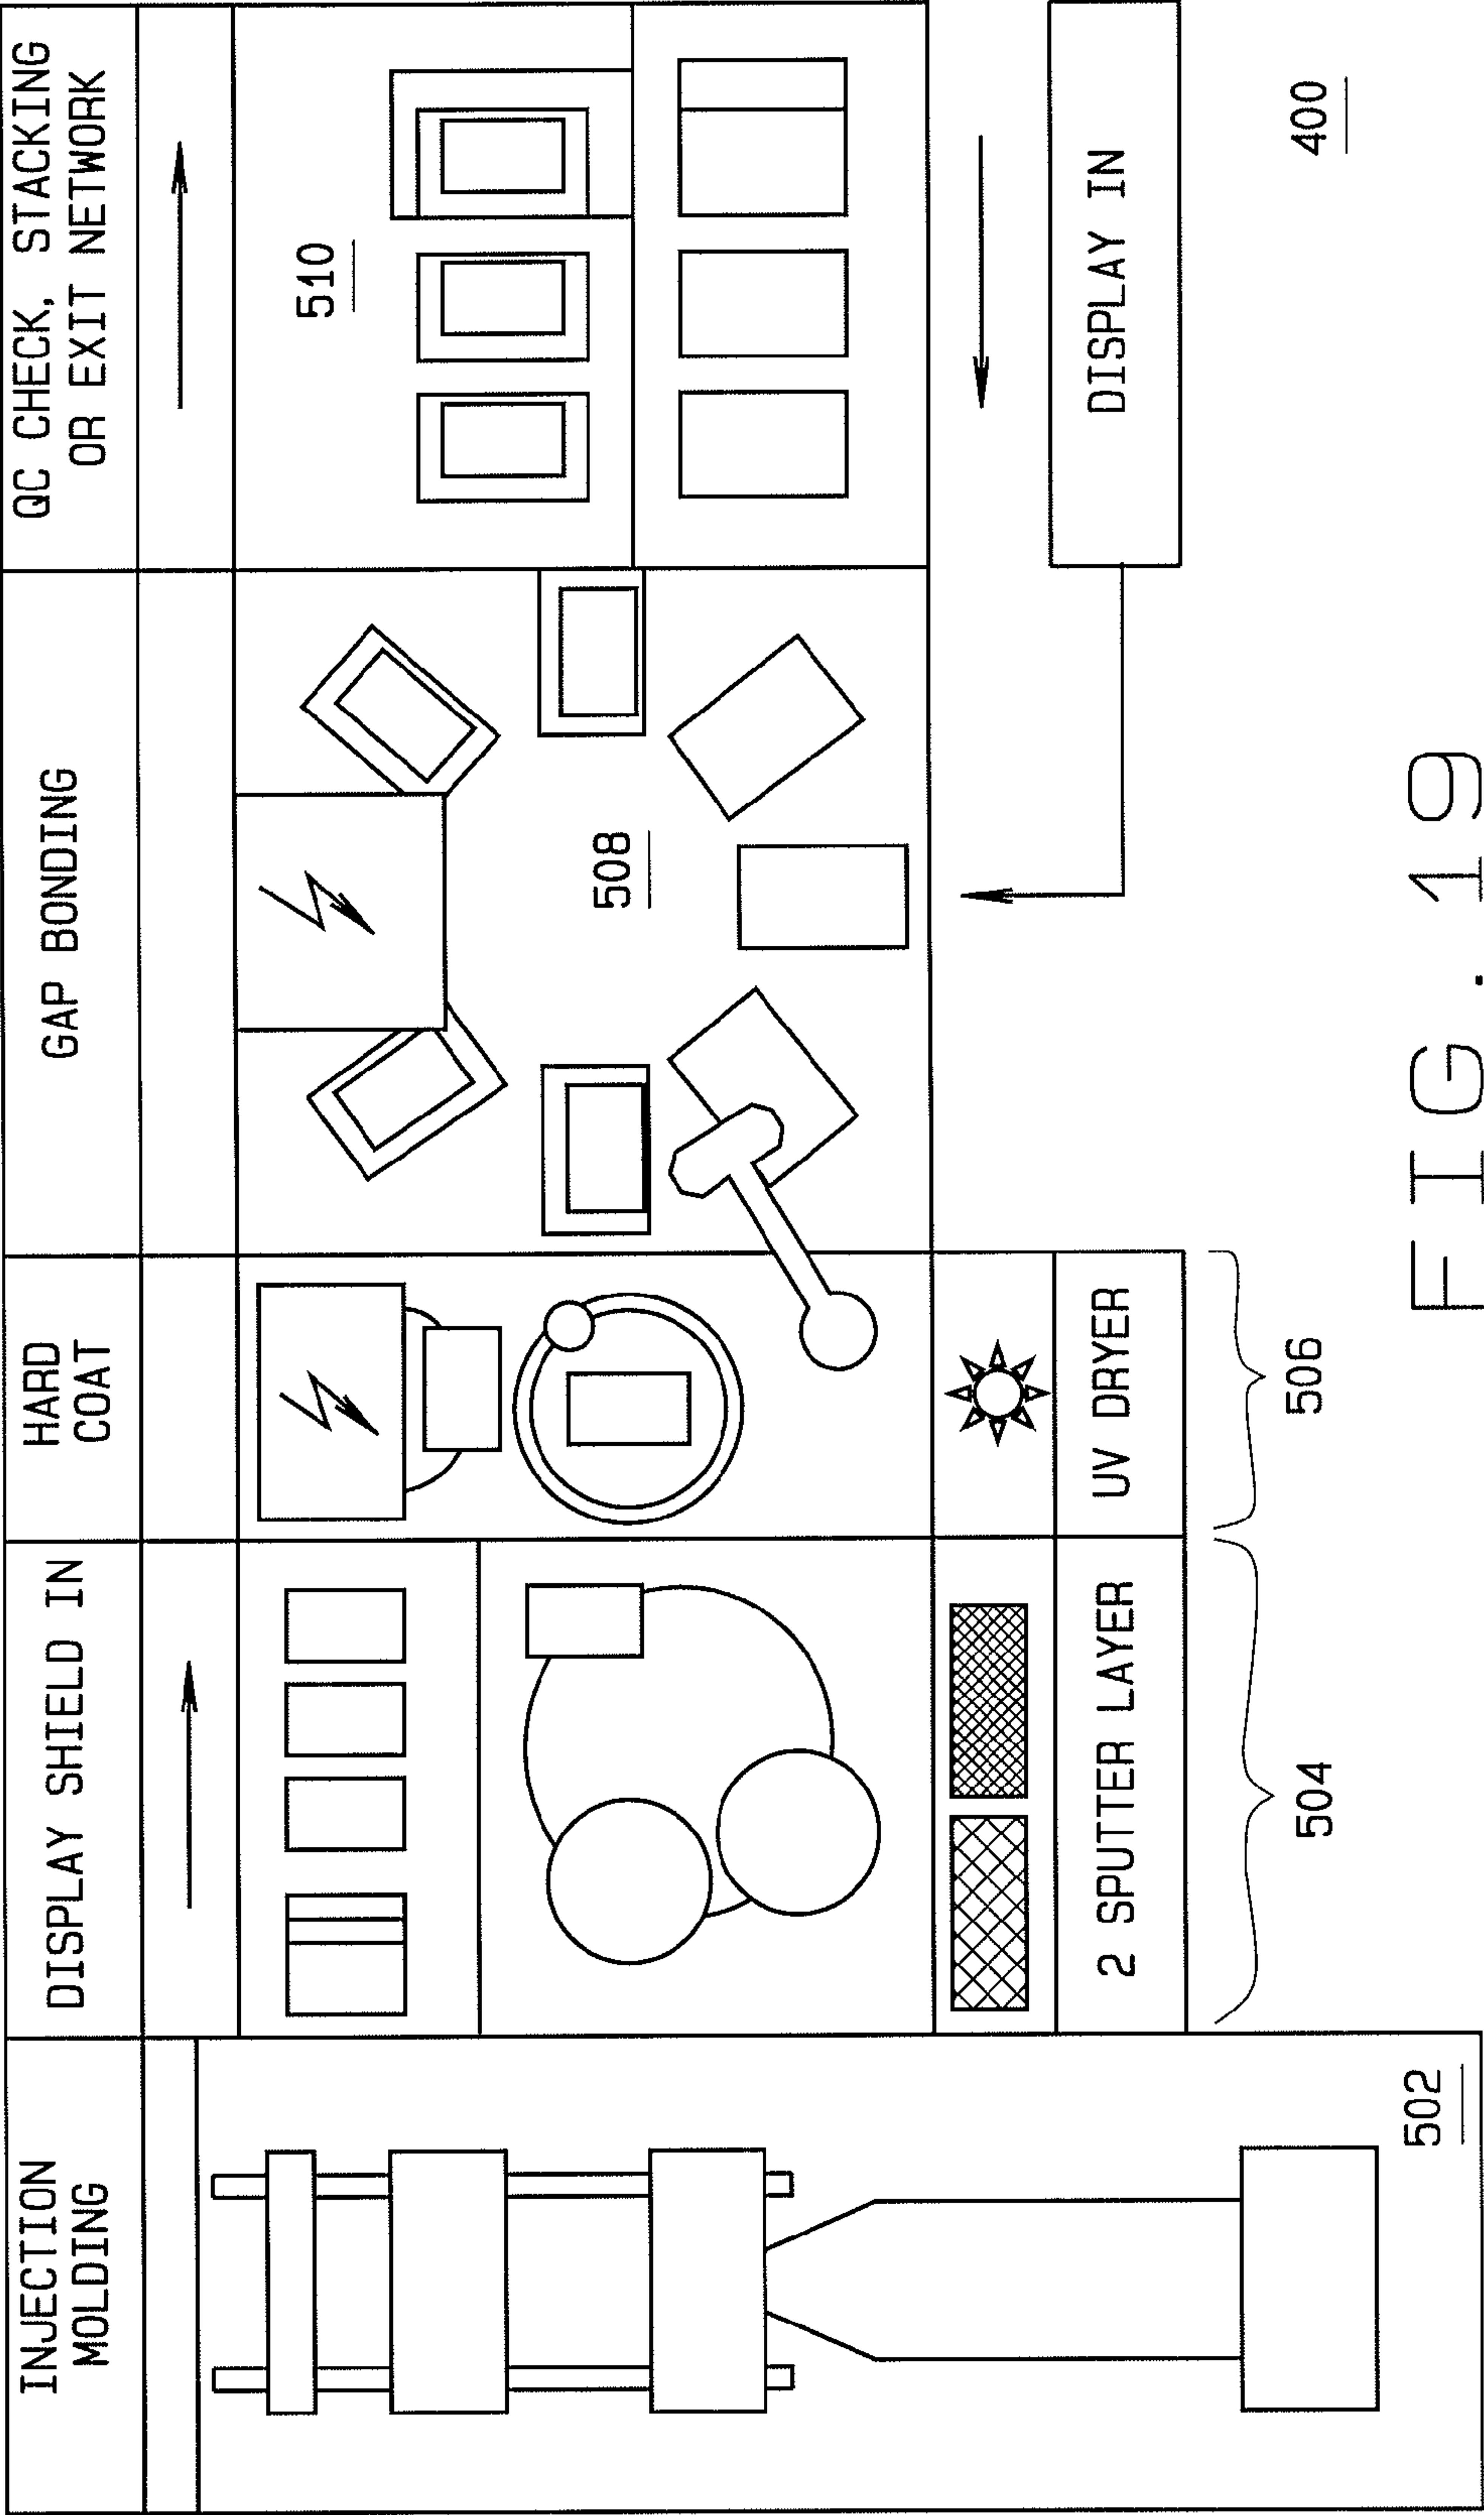 INJECTION
MOLDING
DISPLAY SHIELD IN
HARD
COAT
GAP BONDING
QC CHECK, STACKING
OR EXIT NETWORK
510
508
2 SPUTTER LAYER
UV DRYER
DISPLAY IN
502
504
506
400
FIG. 19